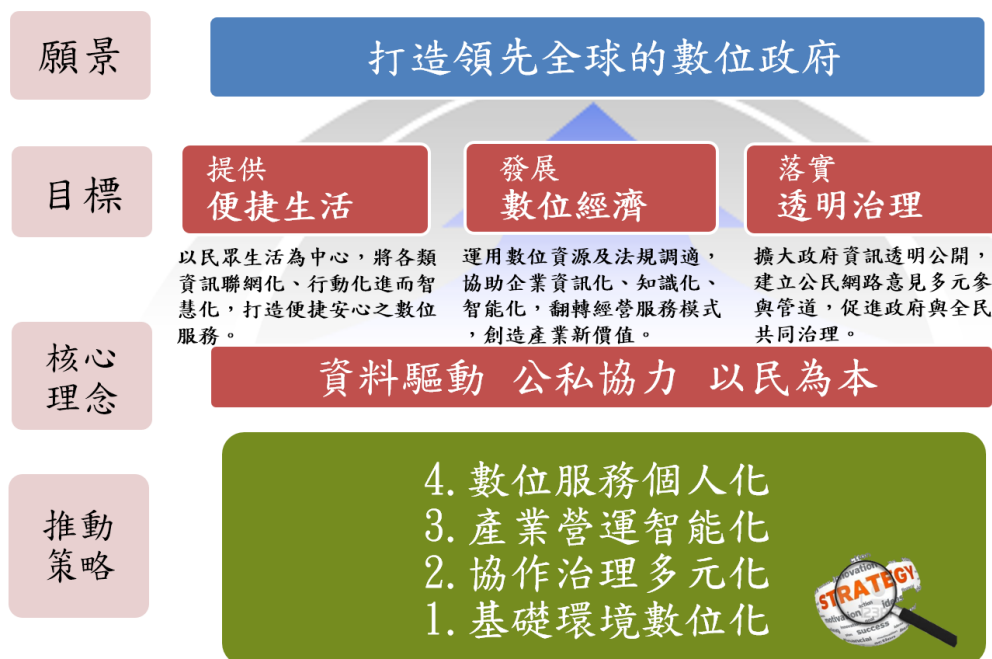 願景
打造領先全球的數位政府
目標
提供
便捷生活
以民眾生活為中心,將各類
資訊聯網化、行動化進而智
慧化,打造便捷安心之數位
服務。
發展
數位經濟
運用數位資源及法規調適,
協助企業資訊化、知識化、
智能化,翻轉經營服務模式
,創造產業新價值。
落實
透明治理
擴大政府資訊透明公開,
建立公民網路意見多元參
與管道,促進政府與全民
共同治理。
核心
理念
資料驅動 公私協力 以民為本
推動
策略
4. 數位服務個人化
3. 產業營運智能化
2. 協作治理多元化
1. 基礎環境數位化
STRATEGY
success
23